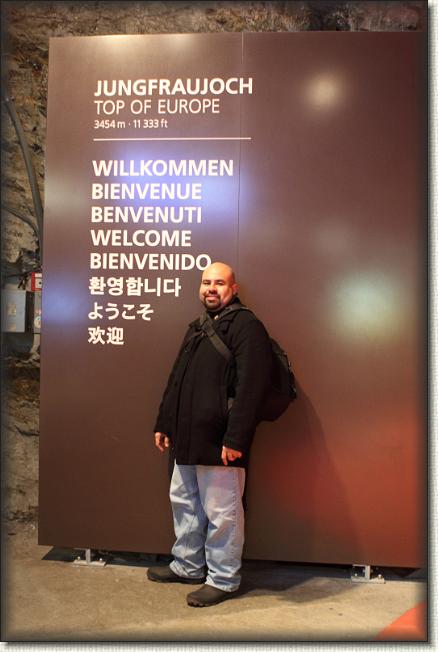 JUNGFRAUJOCH
TOP OF EUROPE
3454 m · 11 333 ft
WILLKOMMEN
BIENVENUE
BENVENUTI
WELCOME
BIENVENIDO
환영합니다
ようこそ
欢迎